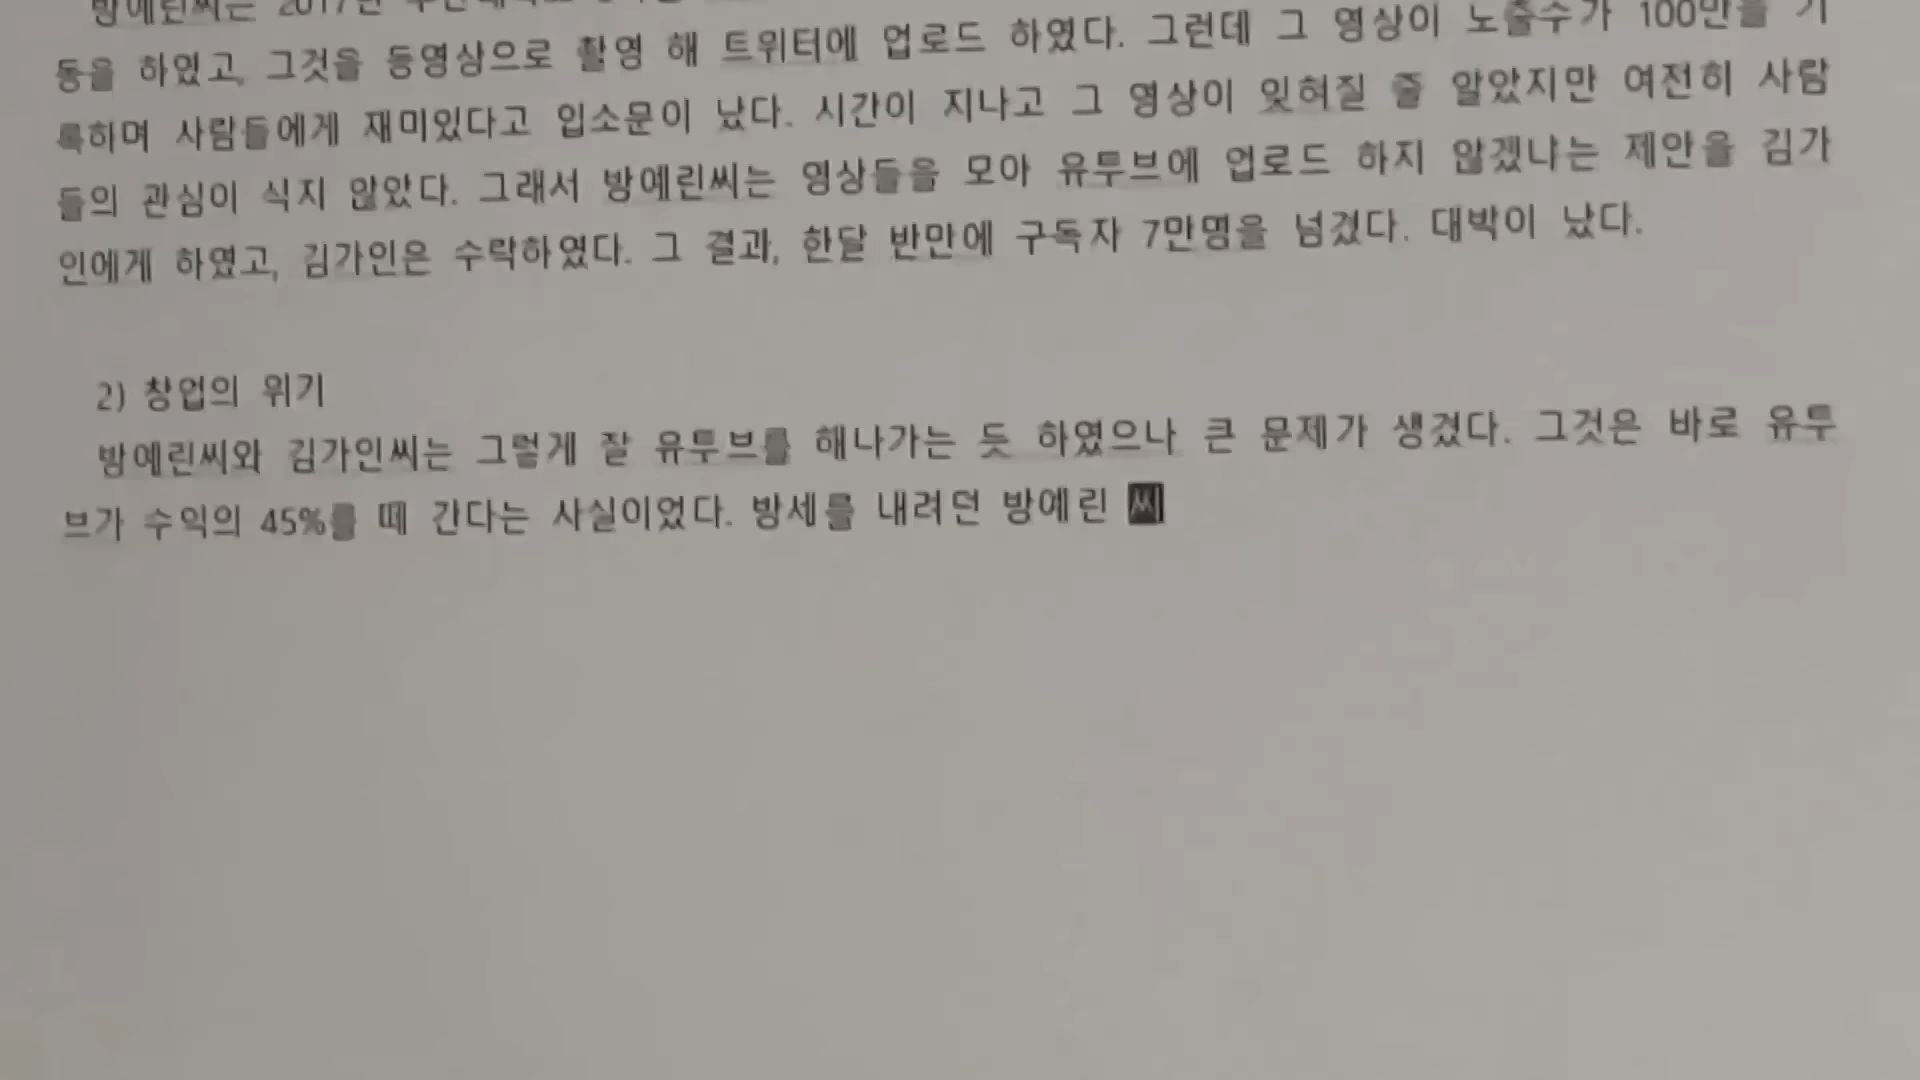 방예린씨는 2017년
동을 하였고, 그것을 동영상으로 촬영 해 트위터에 업로드 하였다. 그런데 그 영상이 노출수가 100만을 기
록하며 사람들에게 재미있다고 입소문이 났다. 시간이 지나고 그 영상이 잊혀질 줄 알았지만 여전히 사람
들의 관심이 식지 않았다. 그래서 방예린씨는 영상들을 모아 유투브에 업로드 하지 않겠냐는 제안을 김가
인에게 하였고, 김가인은 수락하였다. 그 결과, 한달 반만에 구독자 7만명을 넘겼다. 대박이 났다.
2) 창업의 위기
방예린씨와 김가인씨는 그렇게 잘 유투브를 해나가는 듯 하였으나 큰 문제가 생겼다. 그것은 바로 유투
브가 수익의 45%를 떼 간다는 사실이었다. 방세를 내려던 방예린 씨